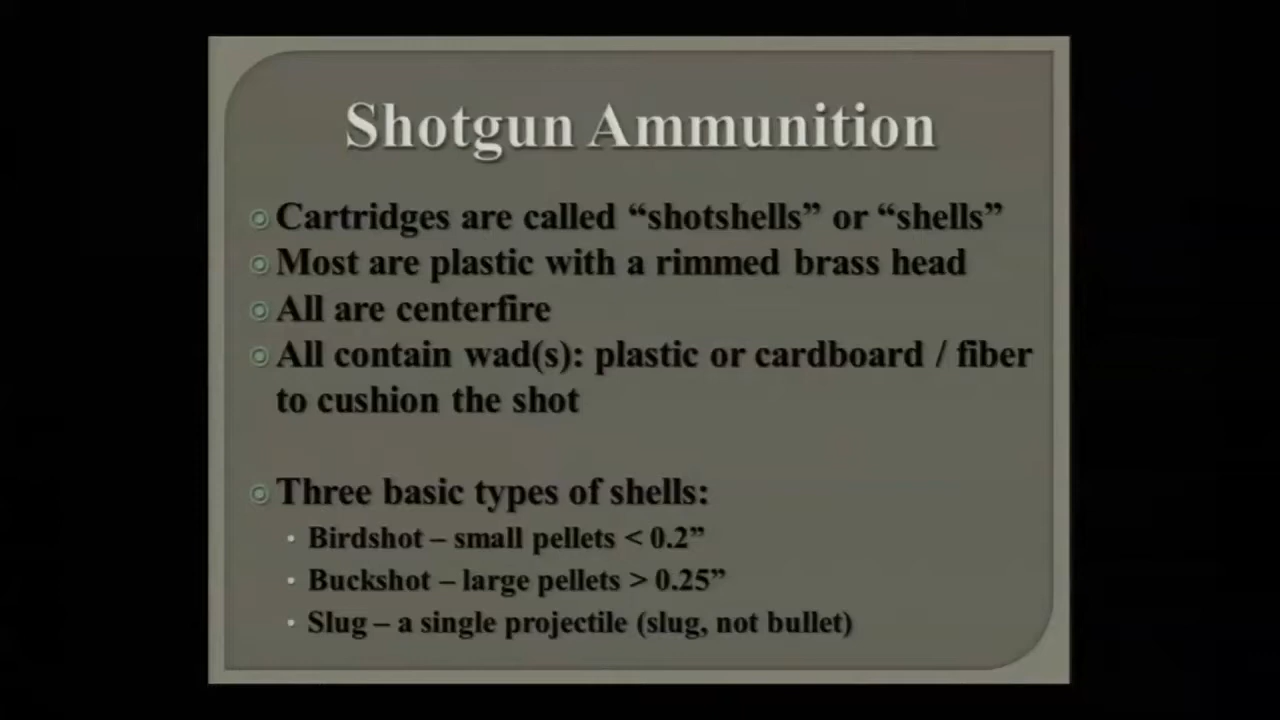 Shotgun Ammunition
Cartridges are called “shotshells” or “shells”
Most are plastic with a rimmed brass head
All are centerfire
All contain wad(s): plastic or cardboard / fiber
to cushion the shot
Three basic types of shells:
Birdshot – small pellets < 0.2”
Buckshot – large pellets > 0.25”
Slug – a single projectile (slug, not bullet)